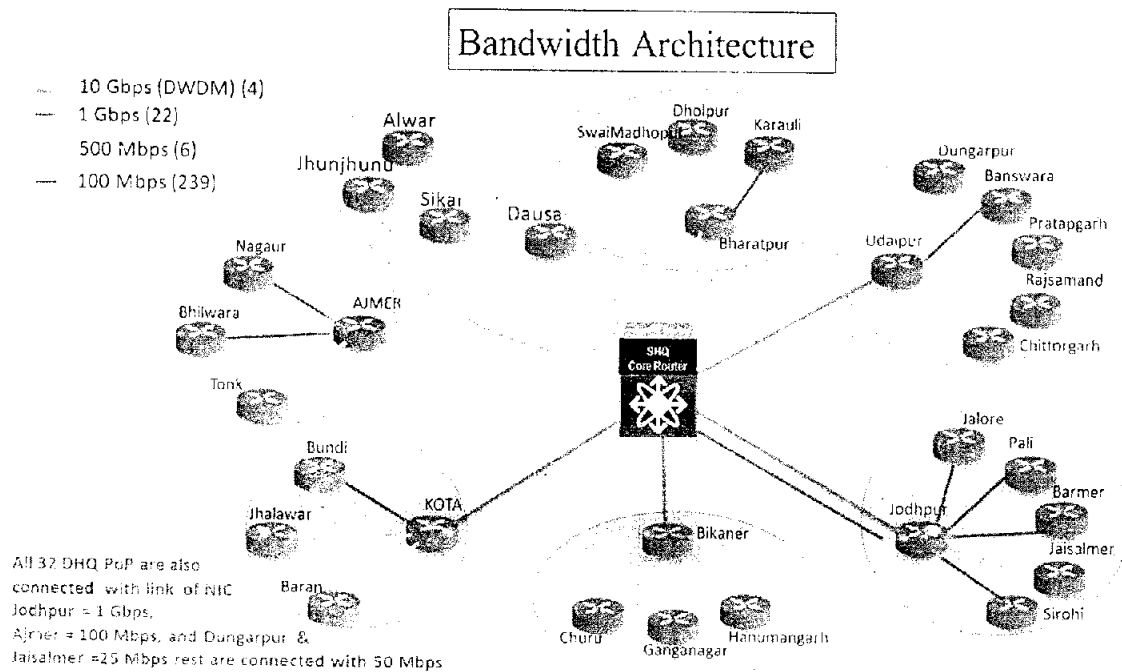 Bandwidth Architecture
10 Gbps (DWDM) (4)
1 Gbps (22)
500 Mbps (6)
100 Mbps (239)
Alwar
Jhunjhunu
Sikar
Dausa
SwaiMadhopur
Dholpur
Karauli
Bharatpur
Dungarpur
Banswara
Udaipur
Pratapgarh
Rajsamand
Chittorgarh
Nagaur
AJMER
Bhilwara
SHQ
Core Router
Tonk
Bundi
KOTA
Jhalawar
Baran
Bikaner
Churu
Ganganagar
Hanumangarh
Jalore
Pali
Jodhpur
Barmer
Jaisalmer
Sirohi
All 32 DHQ PoP are also
connected with link of NIC
Jodhpur = 1 Gbps,
Ajmer = 100 Mbps, and Dungarpur &
Jaisalmer =25 Mbps rest are connected with 50 Mbps